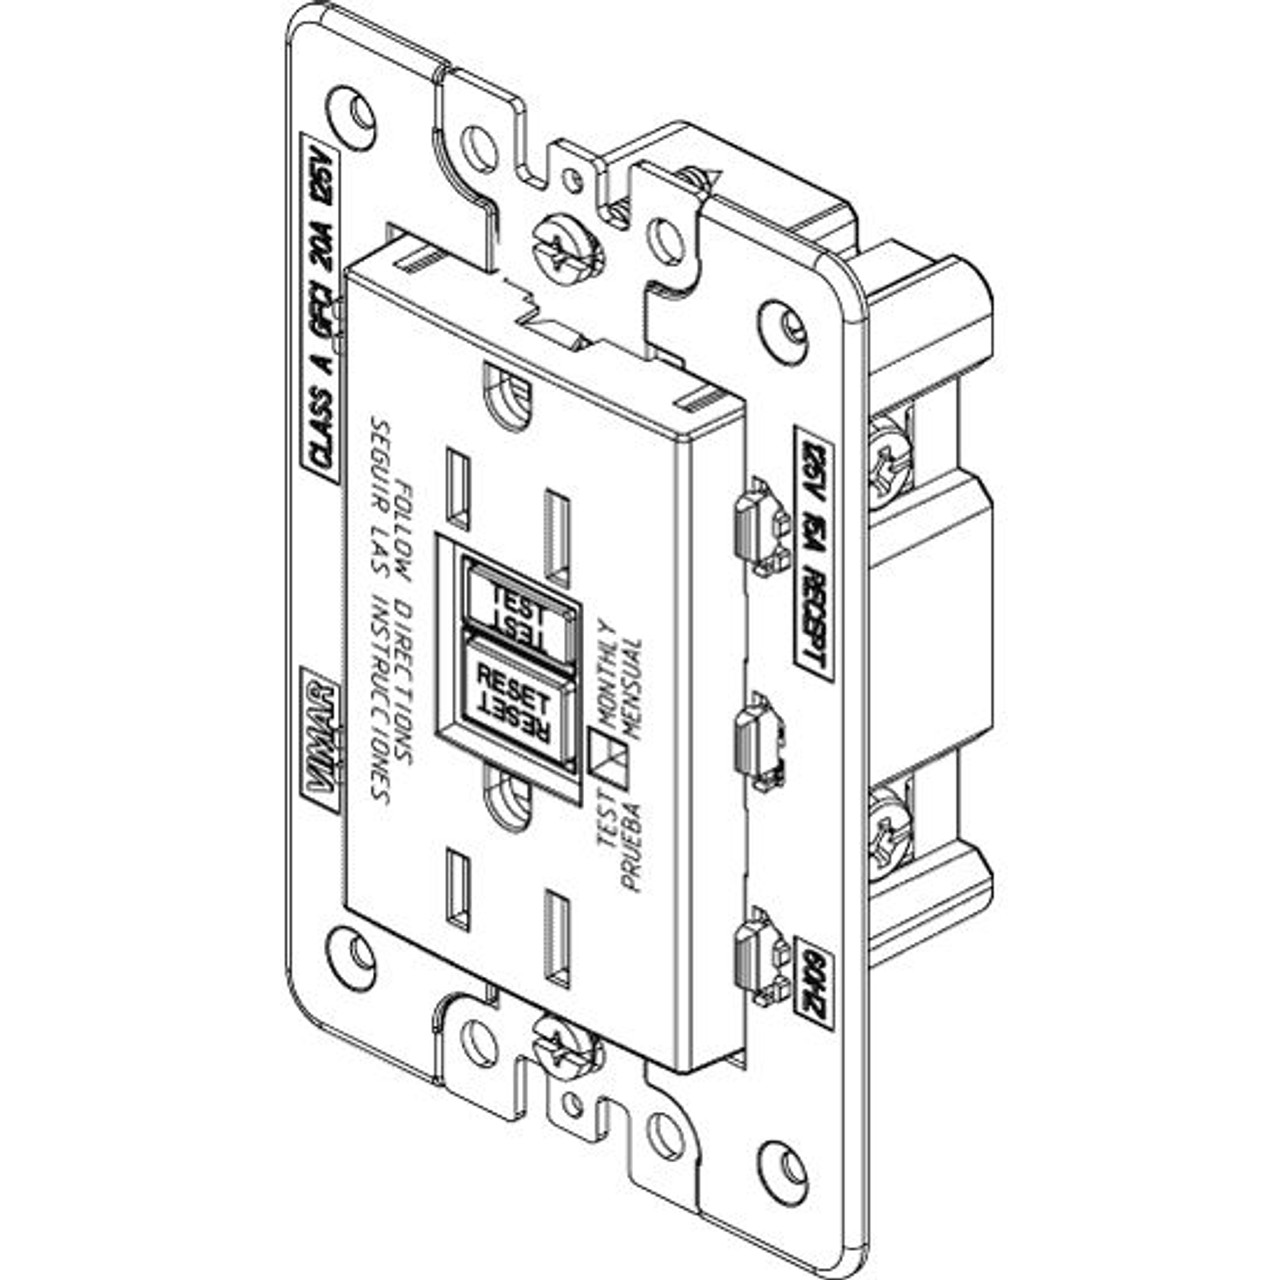 CLASS A GFCI 20A 125V
VIMAR
SEGUIR LAS INSTRUCCIONES
FOLLOW DIRECTIONS
TEST
TEST
RESET
RESET
TEST MONTHLY
PRUEBA MENSUAL
125V 15A RECEPT
60HZ